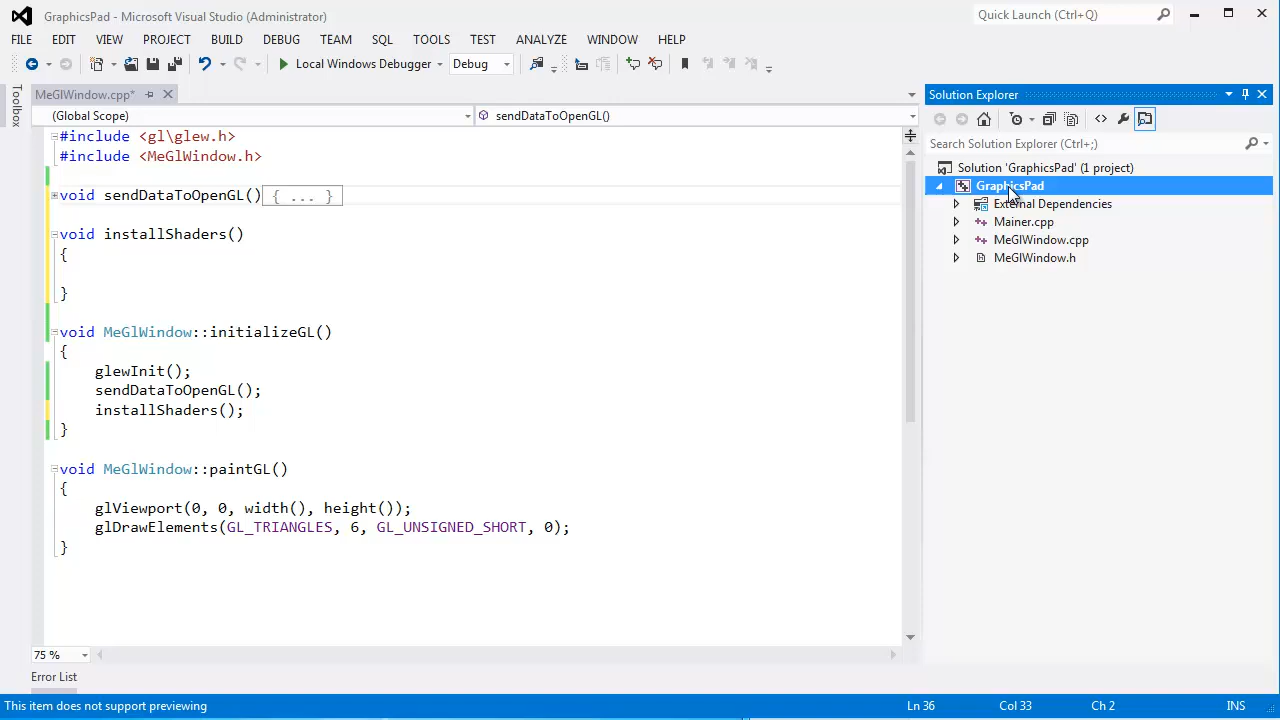 GraphicsPad - Microsoft Visual Studio (Administrator)
Quick Launch (Ctrl+Q)
FILE EDIT VIEW PROJECT BUILD DEBUG TEAM SQL TOOLS TEST ANALYZE WINDOW HELP
Local Windows Debugger Debug
Toolbox
MeGlWindow.cpp*
(Global Scope) sendDataToOpenGL()
#include <gl\glew.h>
#include <MeGlWindow.h>
void sendDataToOpenGL(){ ... }
void installShaders()
{
}
void MeGlWindow::initializeGL()
{
glewInit();
sendDataToOpenGL();
installShaders();
}
void MeGlWindow::paintGL()
{
glViewport(0, 0, width(), height());
glDrawElements(GL_TRIANGLES, 6, GL_UNSIGNED_SHORT, 0);
}
75 %
Error List
Solution Explorer
Search Solution Explorer (Ctrl+;)
Solution 'GraphicsPad' (1 project)
GraphicsPad
External Dependencies
Mainer.cpp
MeGlWindow.cpp
MeGlWindow.h
This item does not support previewing Ln 36 Col 33 Ch 2 INS